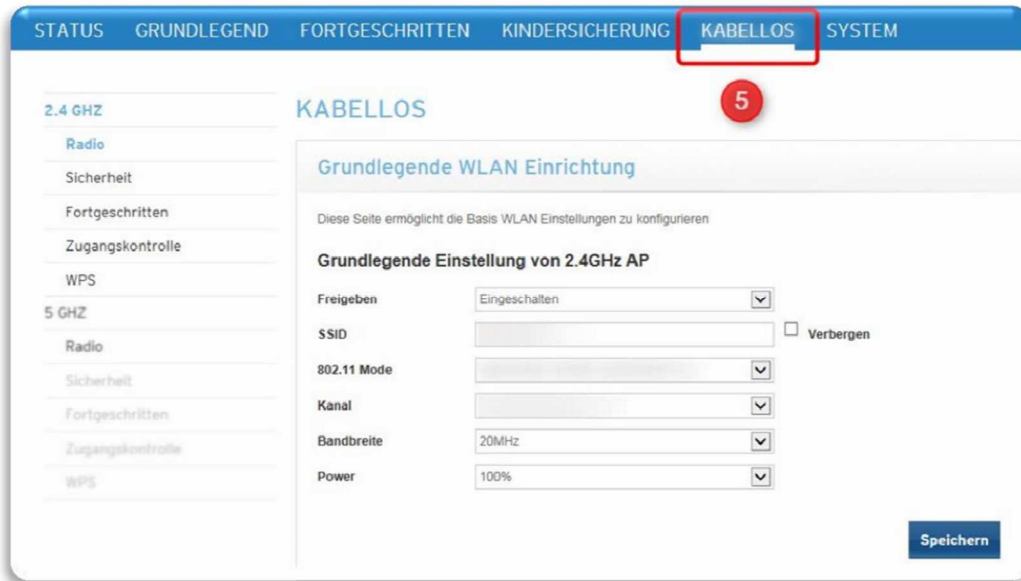 STATUS GRUNDLEGEND FORTGESCHRITTEN KINDERSICHERUNG KABELLOS SYSTEM
5
2.4 GHZ
Radio
Sicherheit
Fortgeschritten
Zugangskontrolle
WPS
5 GHZ
Radio
Sicherheit
Fortgeschritten
Zugangskontrolle
WPS
KABELLOS
Grundlegende WLAN Einrichtung
Diese Seite ermöglicht die Basis WLAN Einstellungen zu konfigurieren
Grundlegende Einstellung von 2.4GHz AP
Freigeben Eingeschalten
SSID Verbergen
802.11 Mode
Kanal
Bandbreite 20MHz
Power 100%
Speichern